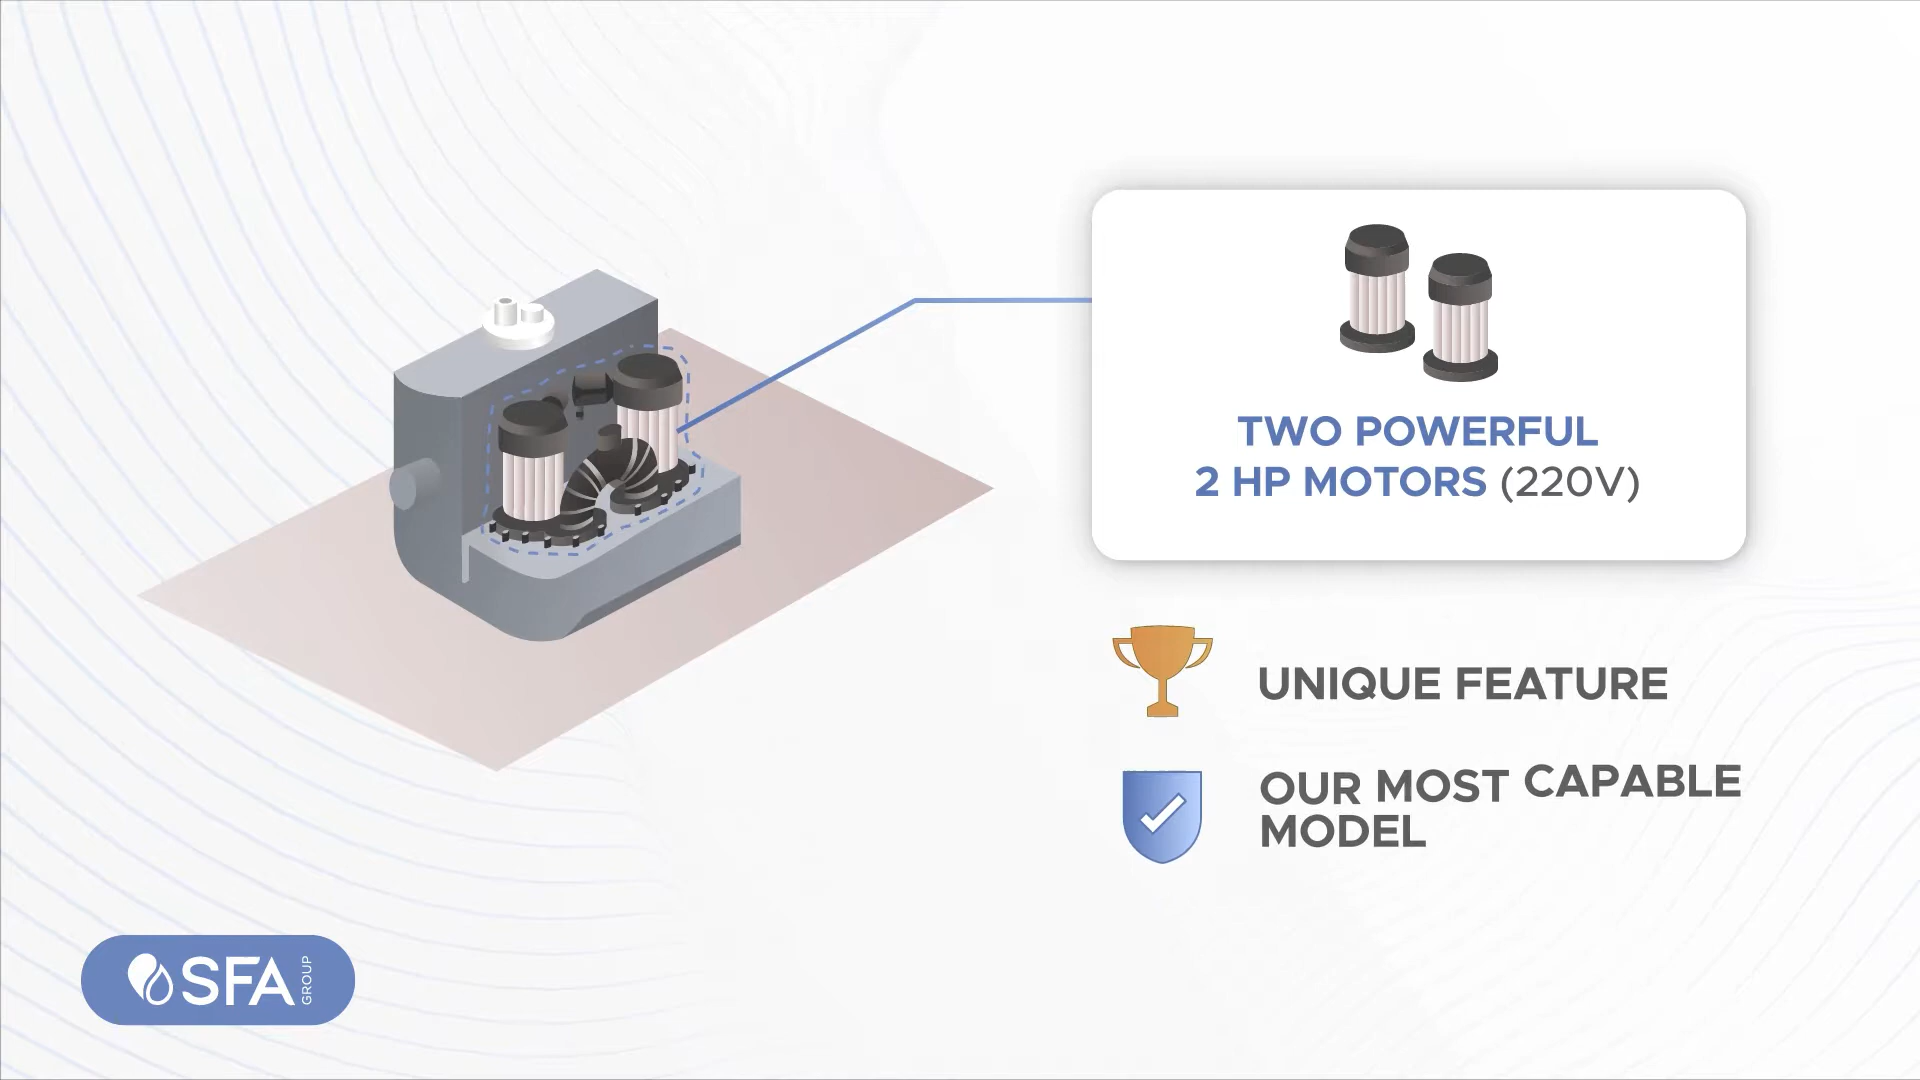 TWO POWERFUL
2 HP MOTORS (220V)
UNIQUE FEATURE
OUR MOST CAPABLE
MODEL
SFA GROUP